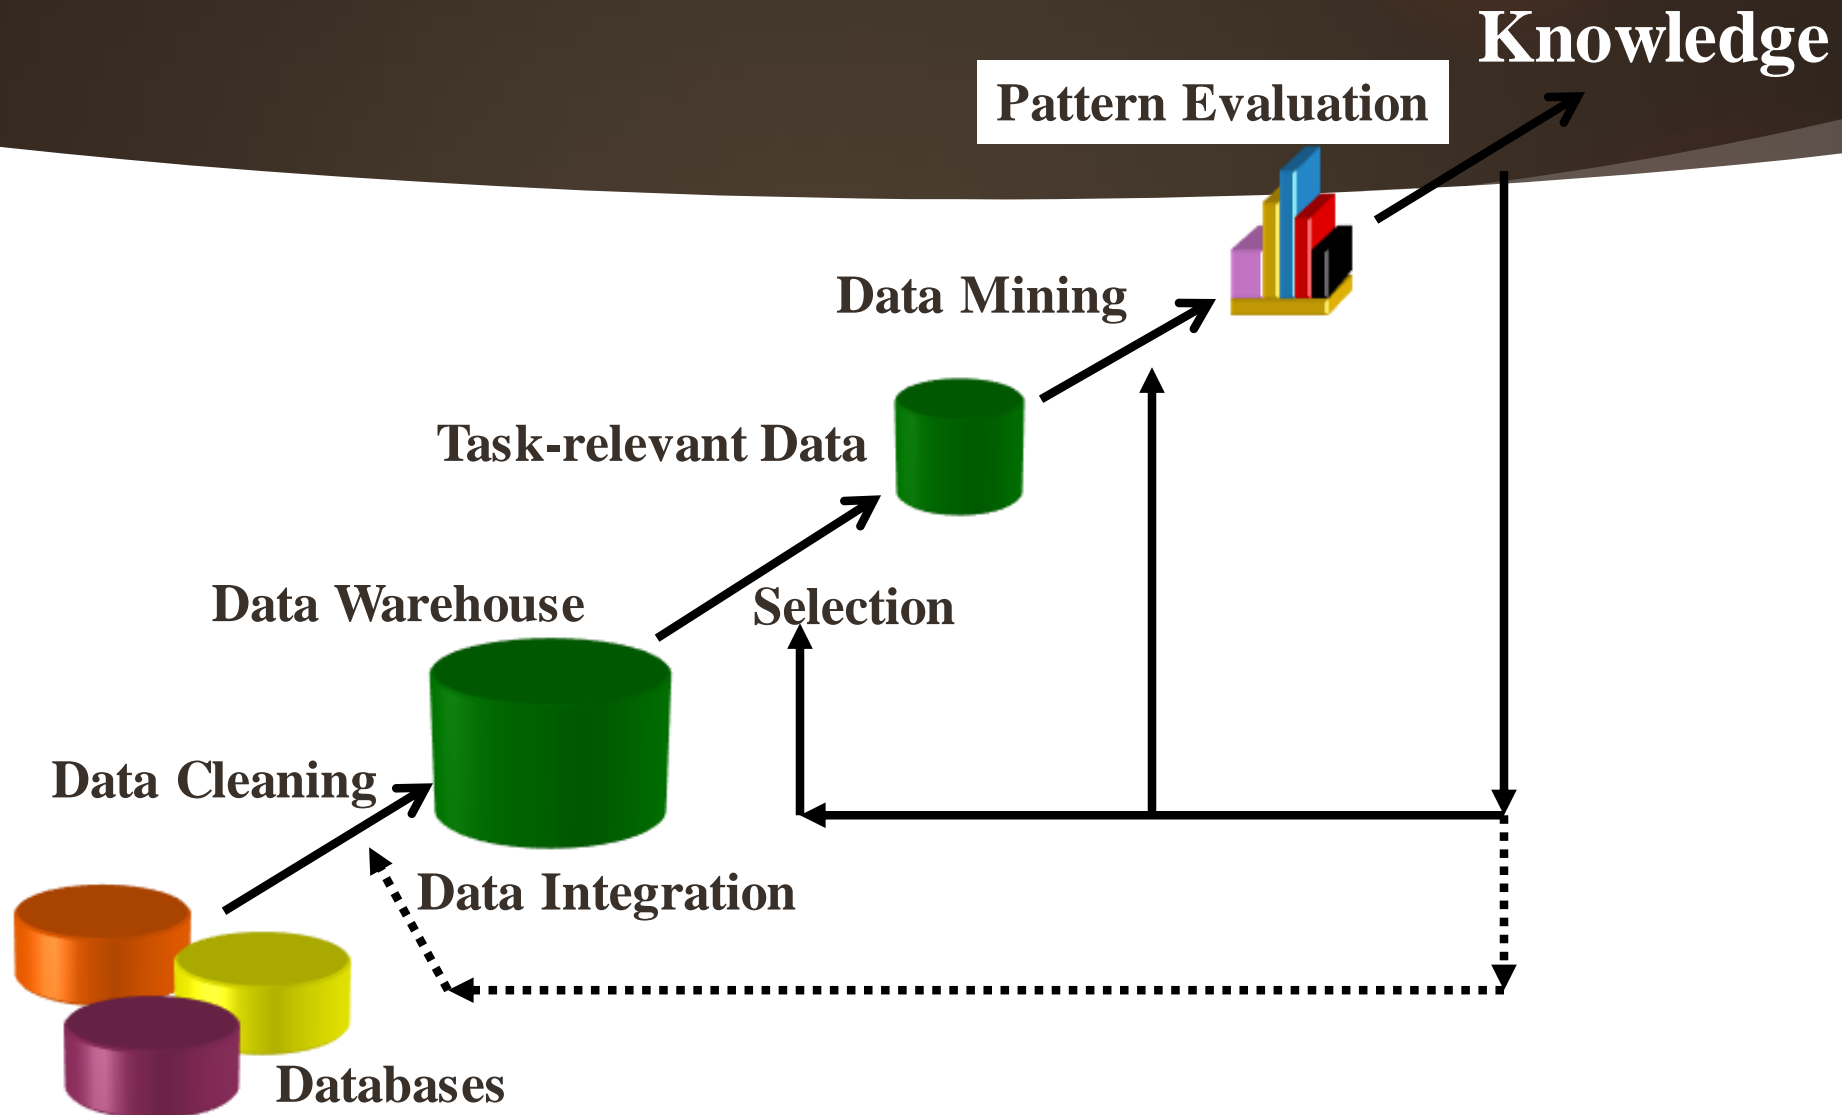 Knowledge
Pattern Evaluation
Data Mining
Task-relevant Data
Data Warehouse
Selection
Data Cleaning
Data Integration
Databases